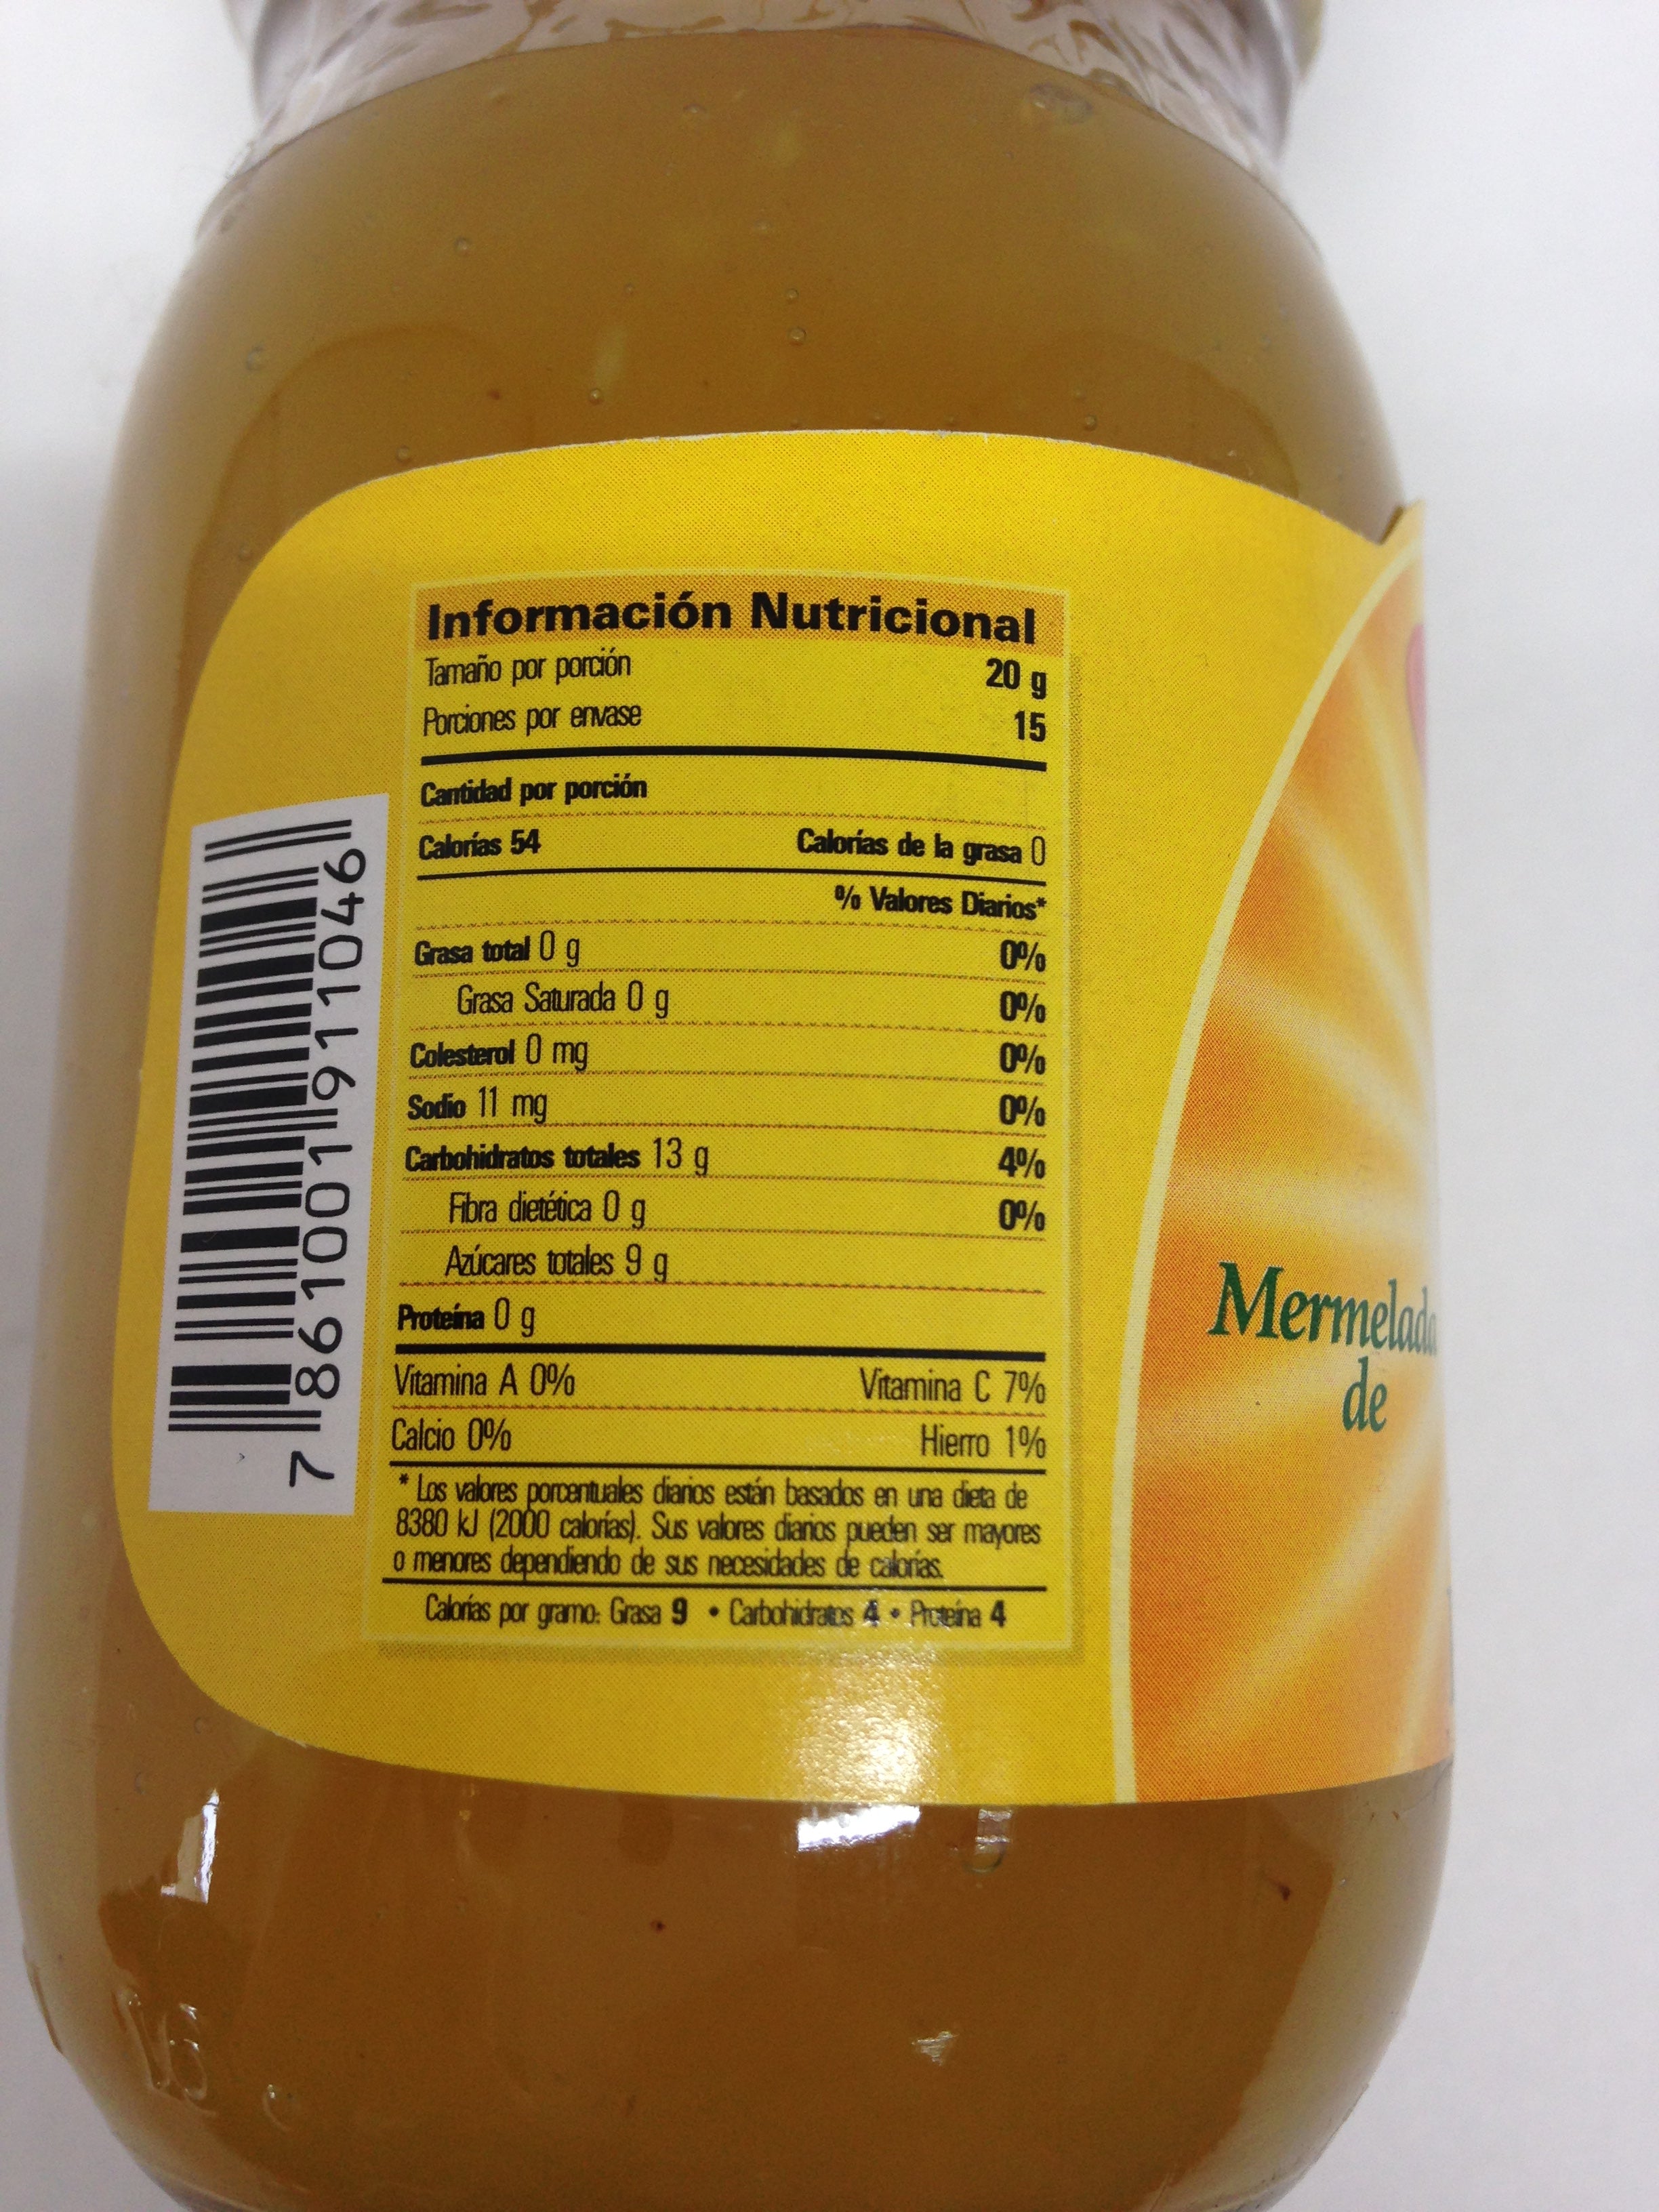 Información Nutricional
Tamaño por porción 20 g
Porciones por envase 15
Cantidad por porción
Calorías 54 Calorías de la grasa 0
% Valores Diarios*
Grasa total 0 g 0%
Grasa Saturada 0 g 0%
Colesterol 0 mg 0%
Sodio 11 mg 0%
Carbohidratos totales 13 g 4%
Fibra dietética 0 g 0%
Azúcares totales 9 g
Proteína 0 g
Vitamina A 0% Vitamina C 7%
Calcio 0% Hierro 1%
* Los valores porcentuales diarios están basados en una dieta de
8380 kJ (2000 calorías). Sus valores diarios pueden ser mayores
o menores dependiendo de sus necesidades de calorías.
Calorías por gramo: Grasa 9 • Carbohidratos 4 • Proteína 4
7 861001 911046
Mermelada
de